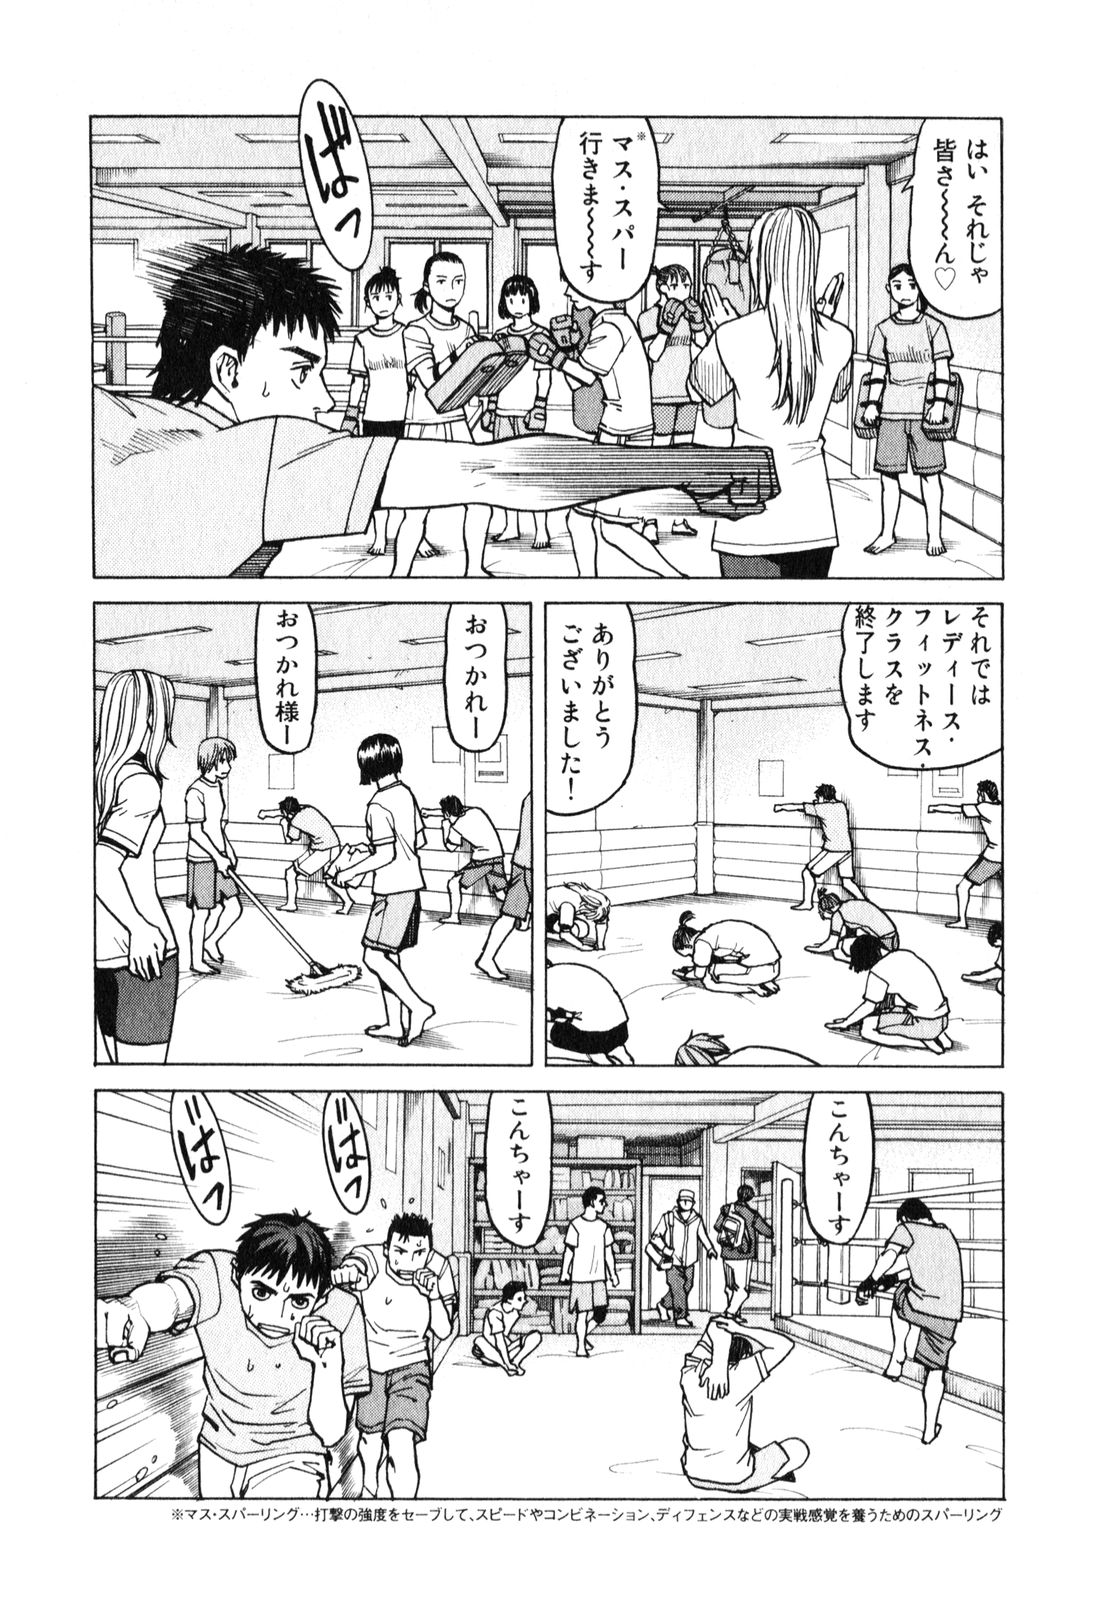 はい それじゃ
皆さ〜〜〜ん♡
※
マス・スパー
行きま〜〜〜す
ばっ
それでは
レディース・
フィットネス・
クラスを
終了します
ありがとう
ございました！
おつかれー
おつかれ様ー
こんちゃーす
こんちゃーす
ばっ
ばっ
※マス・スパーリング…打撃の強度をセーブして、スピードやコンビネーション、ディフェンスなどの実戦感覚を養うためのスパーリング